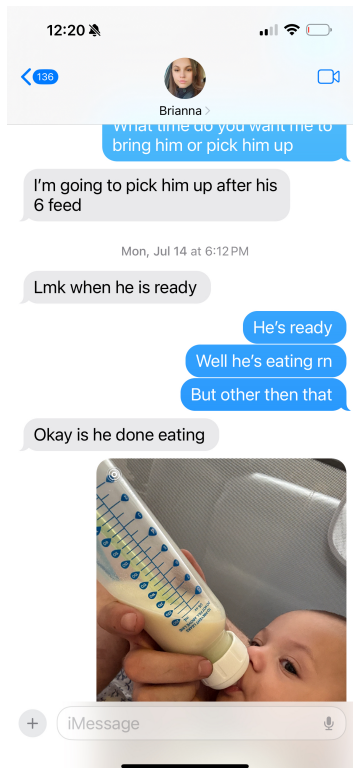 12:20
136
Brianna
What time do you want me to
bring him or pick him up
I'm going to pick him up after his
6 feed
Mon, Jul 14 at 6:12 PM
Lmk when he is ready
He's ready
Well he's eating rn
But other then that
Okay is he done eating
iMessage